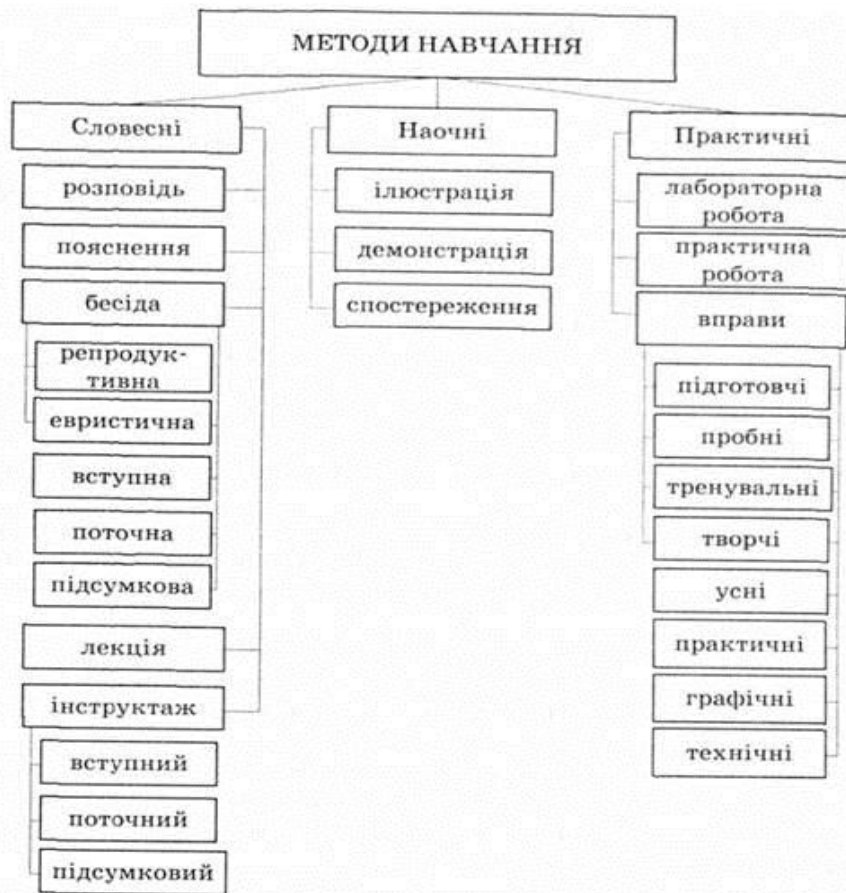 МЕТОДИ НАВЧАННЯ
Словесні
розповідь
пояснення
бесіда
репродук-
тивна
евристична
вступна
поточна
підсумкова
лекція
інструктаж
вступний
поточний
підсумковий
Наочні
ілюстрація
демонстрація
спостереження
Практичні
лабораторна
робота
практична
робота
вправи
підготовчі
пробні
тренувальні
творчі
усні
практичні
графічні
технічні